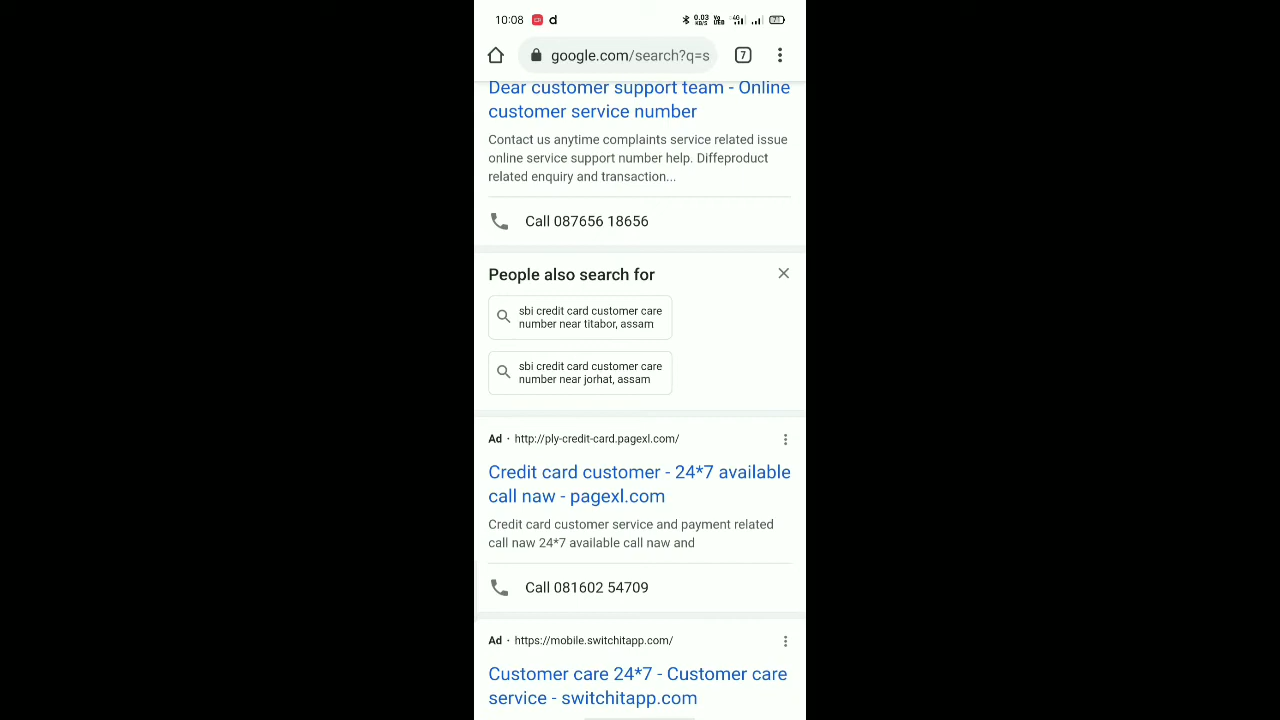 10:08
d
0.03
KB/S
4G
google.com/search?q=s
7
Dear customer support team - Online
customer service number
Contact us anytime complaints service related issue
online service support number help. Diffeproduct
related enquiry and transaction...
Call 087656 18656
People also search for
sbi credit card customer care
number near titabor, assam
sbi credit card customer care
number near jorhat, assam
Ad · http://ply-credit-card.pagexl.com/
Credit card customer - 24*7 available
call naw - pagexl.com
Credit card customer service and payment related
call naw 24*7 available call naw and
Call 081602 54709
Ad · https://mobile.switchitapp.com/
Customer care 24*7 - Customer care
service - switchitapp.com